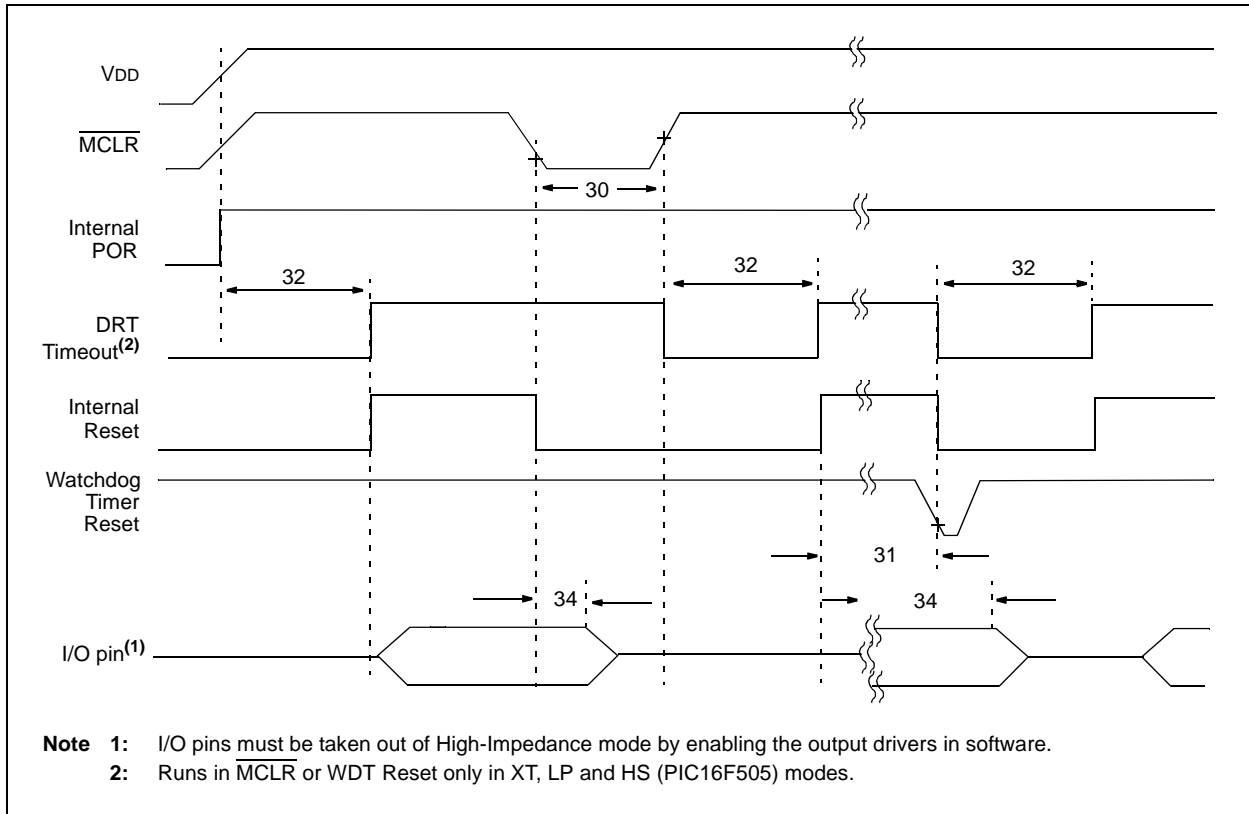 VDD
MCLR
30
Internal
POR
32
32
32
DRT
Timeout(2)
Internal
Reset
Watchdog
Timer
Reset
31
34
34
I/O pin(1)
Note 1: I/O pins must be taken out of High-Impedance mode by enabling the output drivers in software.
2: Runs in MCLR or WDT Reset only in XT, LP and HS (PIC16F505) modes.